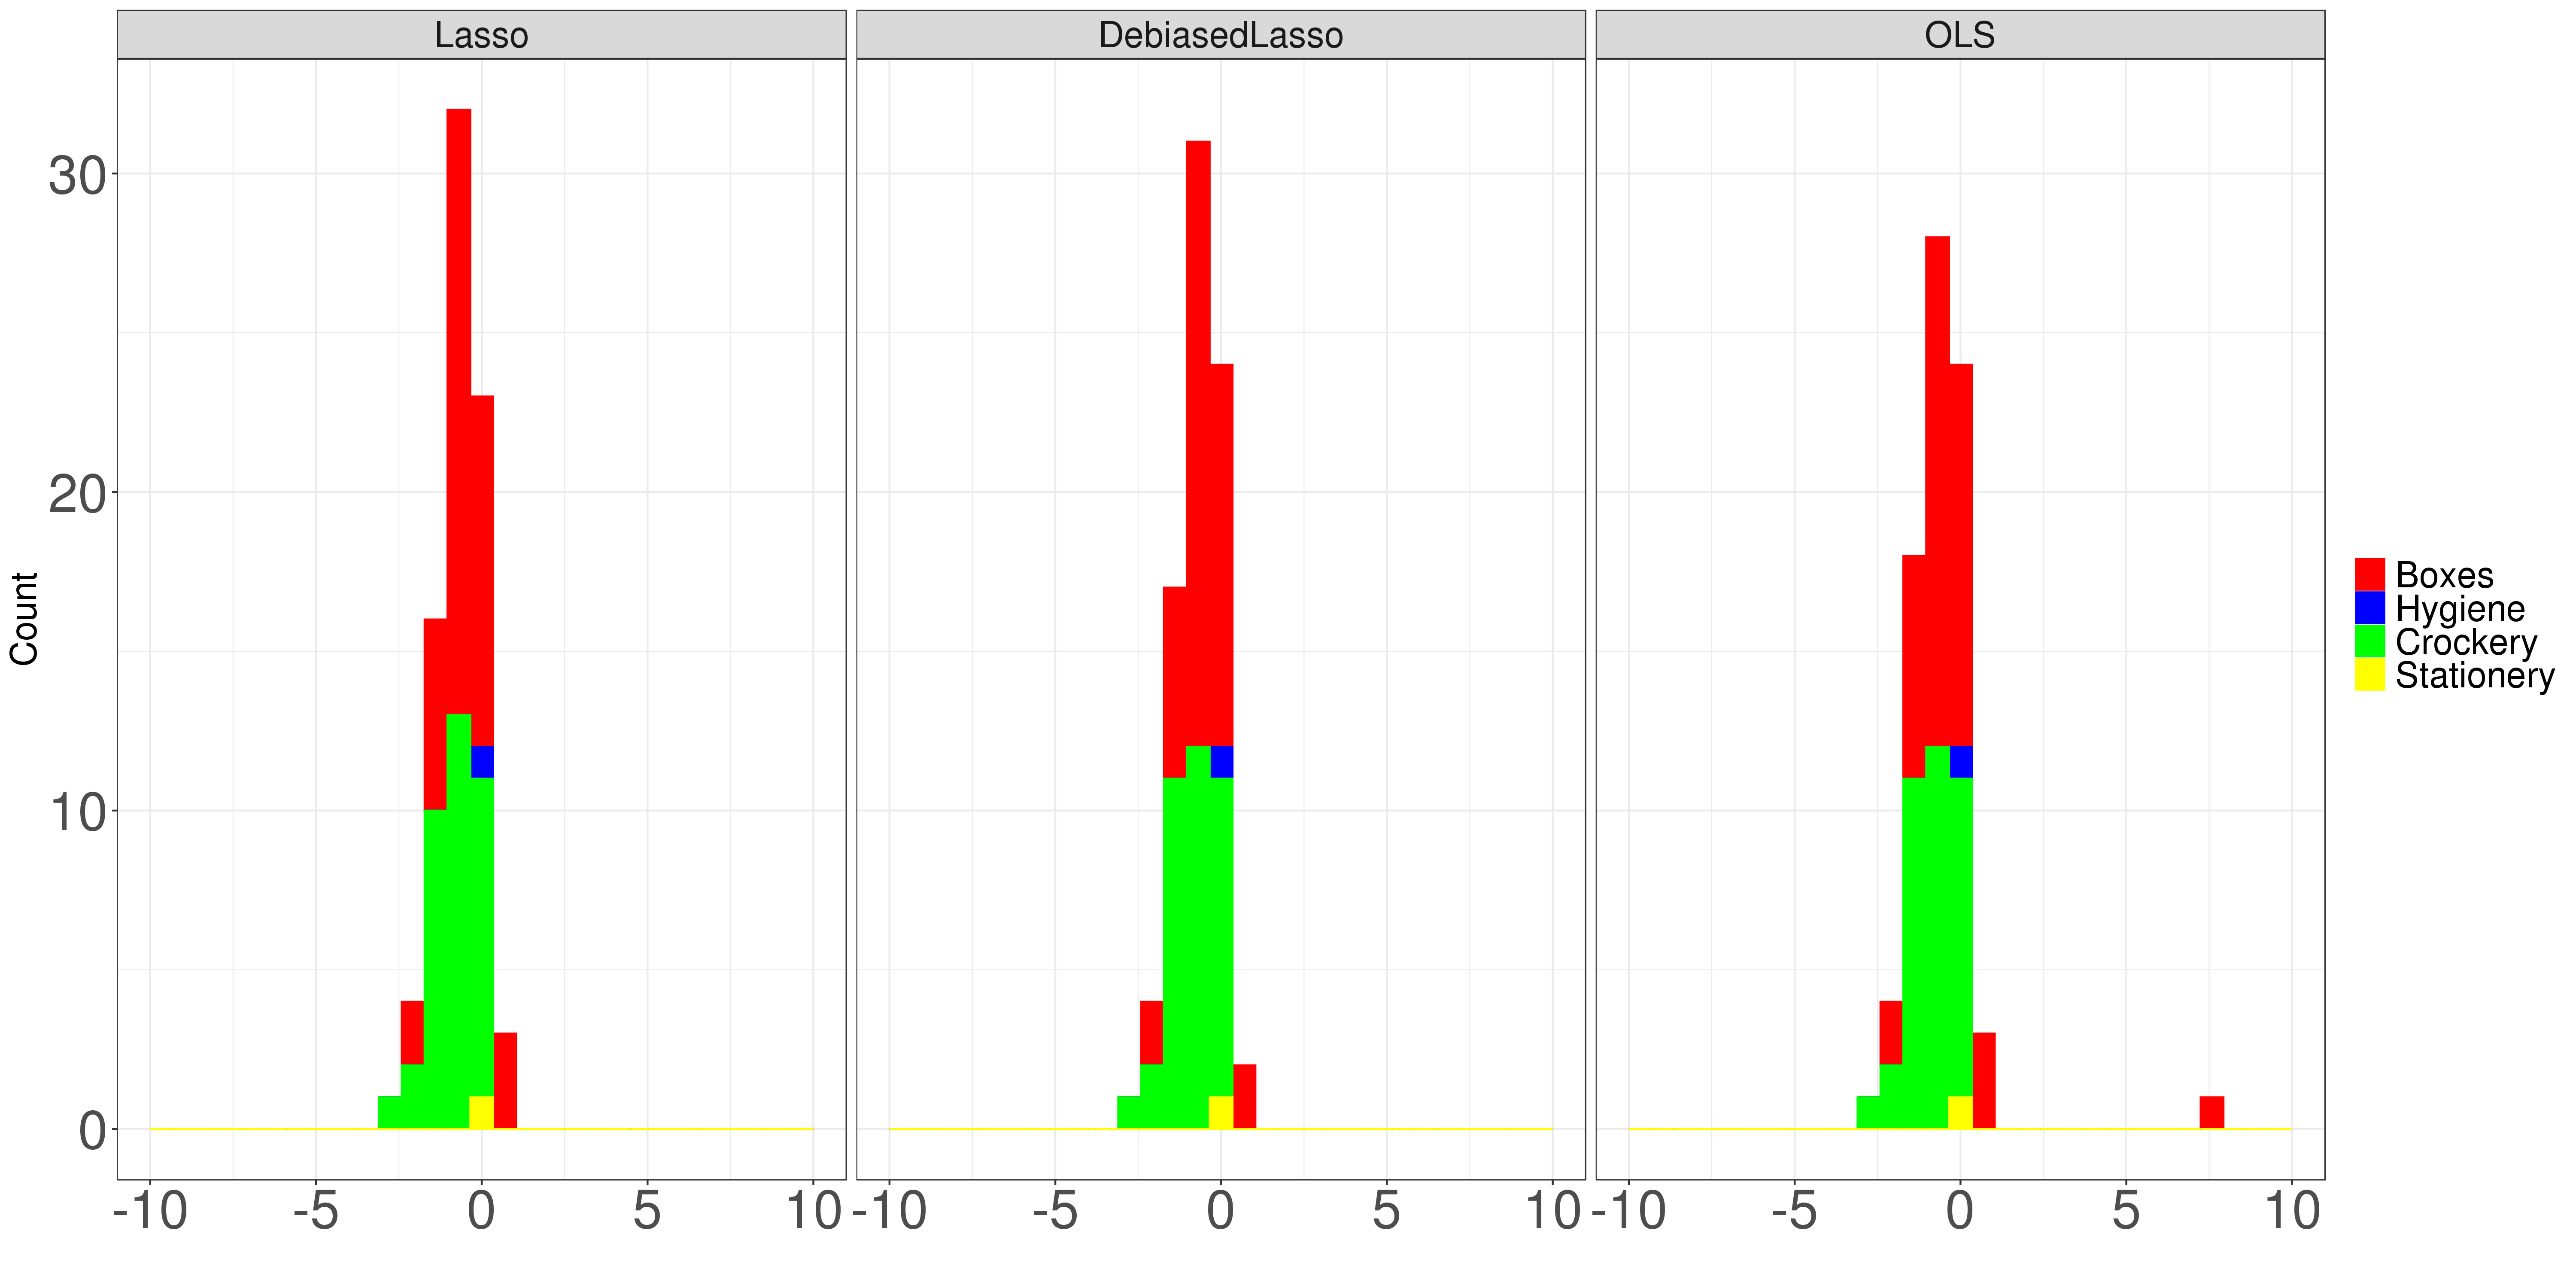 Lasso
DebiasedLasso
OLS
Count
30
20
10
0
-10 -5 0 5 10
-10 -5 0 5 10
-10 -5 0 5 10
Boxes
Hygiene
Crockery
Stationery